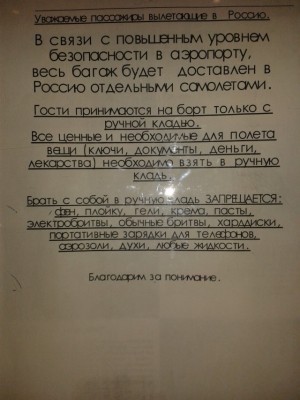 Уважаемые пассажиры вылетающие в Россию.
В связи с повышенным уровнем
безопасности в аэропорту,
весь багаж будет доставлен в
Россию отдельными самолетами.
Гости принимаются на борт только с
ручной кладью.
Все ценные и необходимые для полета
вещи (ключи, документы, деньги,
лекарства) необходимо взять в ручную
кладь.
Брать с собой в ручную кладь ЗАПРЕЩАЕТСЯ:
фен, плойку, гели, крема, пасты,
электробритвы, обычные бритвы, харддиски,
портативные зарядки для телефонов,
аэрозоли, духи, любые жидкости.
Благодарим за понимание.